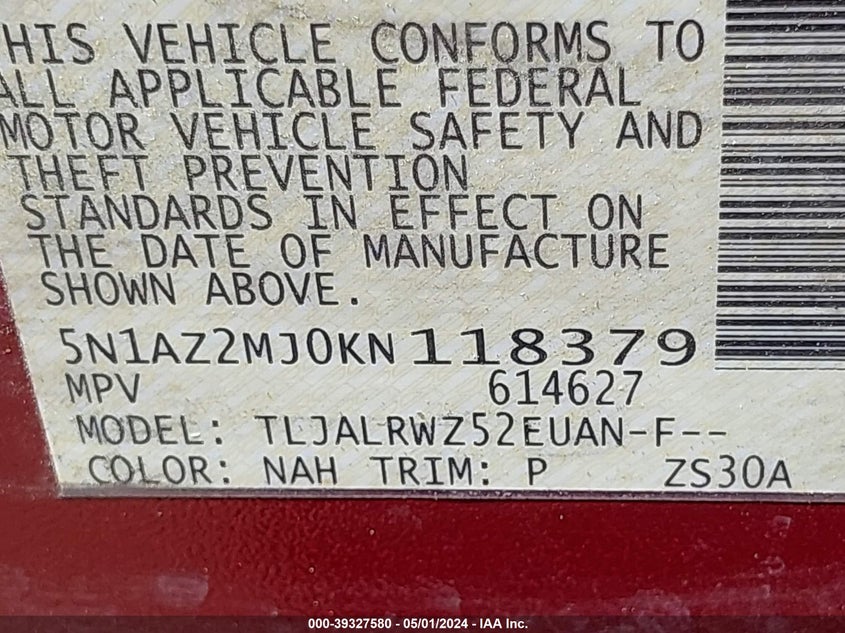 THIS VEHICLE CONFORMS TO
ALL APPLICABLE FEDERAL
MOTOR VEHICLE SAFETY AND
THEFT PREVENTION
STANDARDS IN EFFECT ON
THE DATE OF MANUFACTURE
SHOWN ABOVE.
5N1AZ2MJ0KN118379
MPV 614627
MODEL: TLJALRWZ52EUAN-F--
COLOR: NAH TRIM: P ZS30A
000-39327580 - 05/01/2024 - IAA Inc.